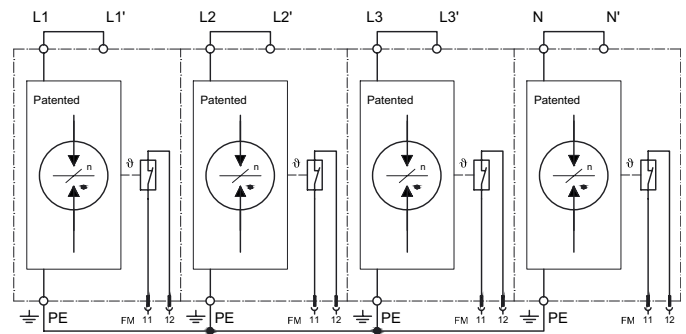 L1 L1' L2 L2' L3 L3' N N'
Patented Patented Patented Patented
n n n n
ϑ ϑ ϑ ϑ
PE FM 11 12 PE FM 11 12 PE FM 11 12 PE FM 11 12